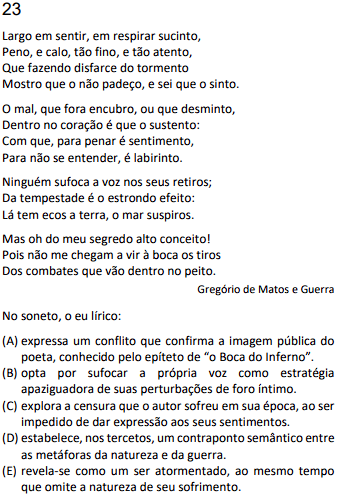 23
Largo em sentir, em respirar sucinto,
Peno, e calo, tão fino, e tão atento,
Que fazendo disfarce do tormento
Mostro que o não padeço, e sei que o sinto.
O mal, que fora encubro, ou que desminto,
Dentro no coração é que o sustento:
Com que, para penar é sentimento,
Para não se entender, é labirinto.
Ninguém sufoca a voz nos seus retiros;
Da tempestade é o estrondo efeito:
Lá tem ecos a terra, o mar suspiros.
Mas oh do meu segredo alto conceito!
Pois não me chegam a vir à boca os tiros
Dos combates que vão dentro no peito.
Gregório de Matos e Guerra
No soneto, o eu lírico:
(A) expressa um conflito que confirma a imagem pública do
poeta, conhecido pelo epíteto de “o Boca do Inferno”.
(B) opta por sufocar a própria voz como estratégia
apaziguadora de suas perturbações de foro íntimo.
(C) explora a censura que o autor sofreu em sua época, ao ser
impedido de dar expressão aos seus sentimentos.
(D) estabelece, nos tercetos, um contraponto semântico entre
as metáforas da natureza e da guerra.
(E) revela-se como um ser atormentado, ao mesmo tempo
que omite a natureza de seu sofrimento.